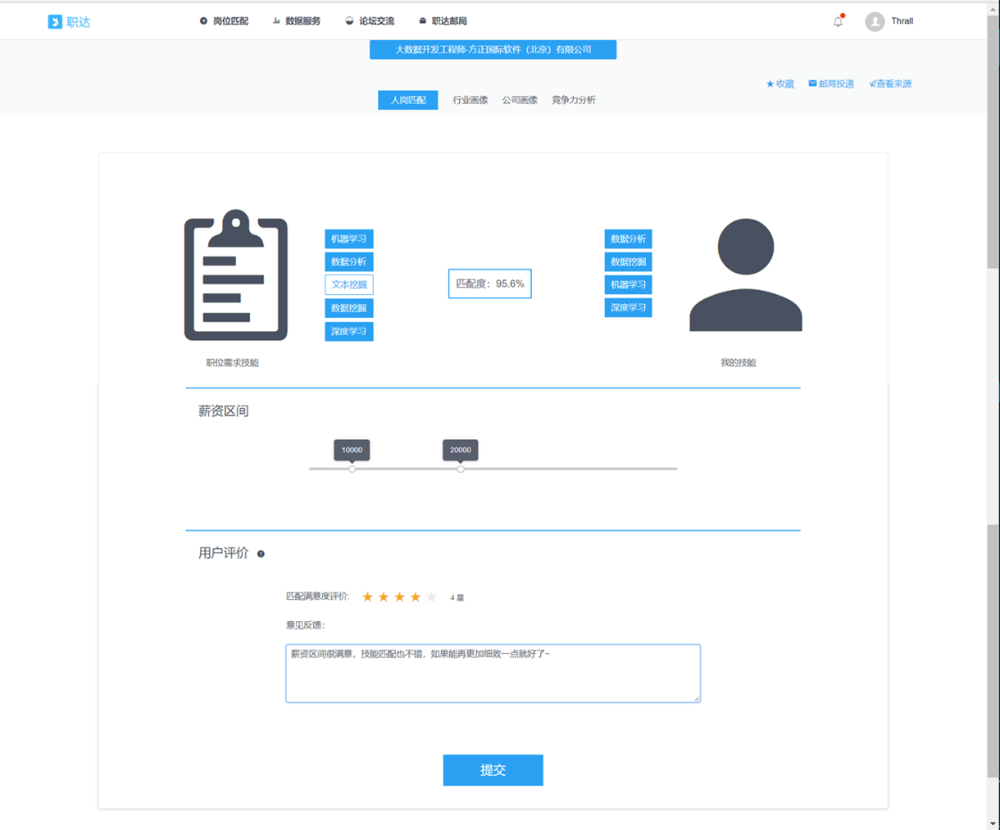 职达 岗位匹配 数据服务 论坛交流 职达邮局 Thrall
大数据开发工程师-方正国际软件（北京）有限公司
收藏 邮局投递 查看来源
人岗匹配 行业画像 公司画像 竞争力分析
机器学习
数据分析
文本挖掘
数据挖掘
深度学习
匹配度：95.6%
数据分析
数据挖掘
机器学习
深度学习
职位需求技能
我的技能
薪资区间
10000 20000
用户评价
匹配满意度评价: 4 星
意见反馈：
薪资区间很满意，技能匹配也不错，如果能再更加细致一点就好了~
提交